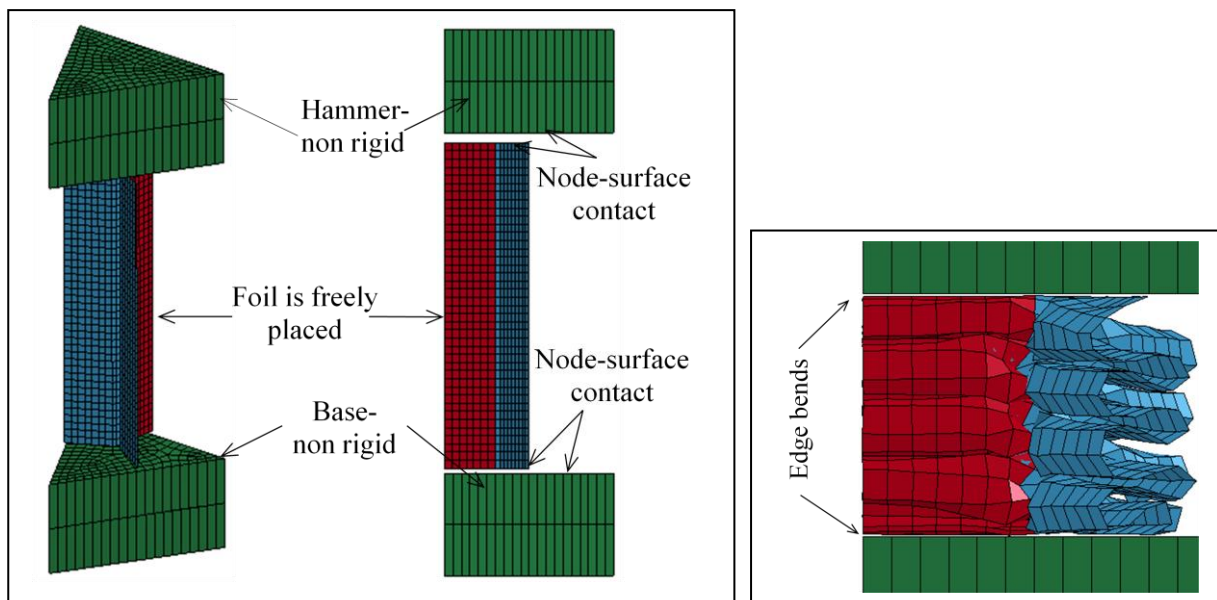 Hammer-
non rigid
Node-surface
contact
Foil is freely
placed
Node-surface
contact
Base-
non rigid
Edge bends